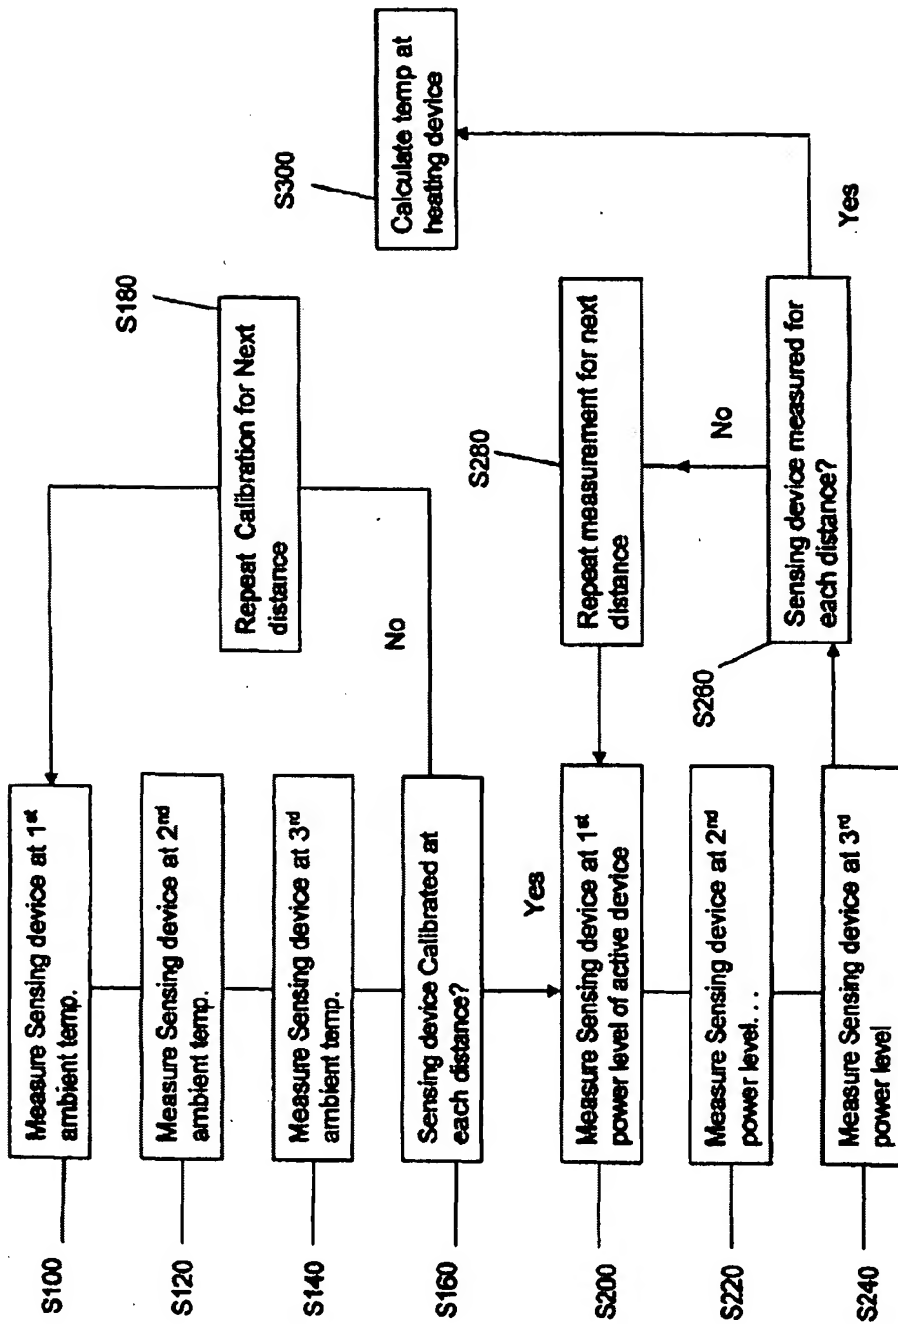 S100
Measure Sensing device at 1st
ambient temp.
S120
Measure Sensing device at 2nd
ambient temp.
S140
Measure Sensing device at 3rd
ambient temp.
S160
Sensing device Calibrated at
each distance?
No
S180
Repeat Calibration for Next
distance
Yes
S200
Measure Sensing device at 1st
power level of active device
S220
Measure Sensing device at 2nd
power level. . .
S240
Measure Sensing device at 3rd
power level
S260
Sensing device measured for
each distance?
No
S280
Repeat measurement for next
distance
Yes
S300
Calculate temp at
heating device